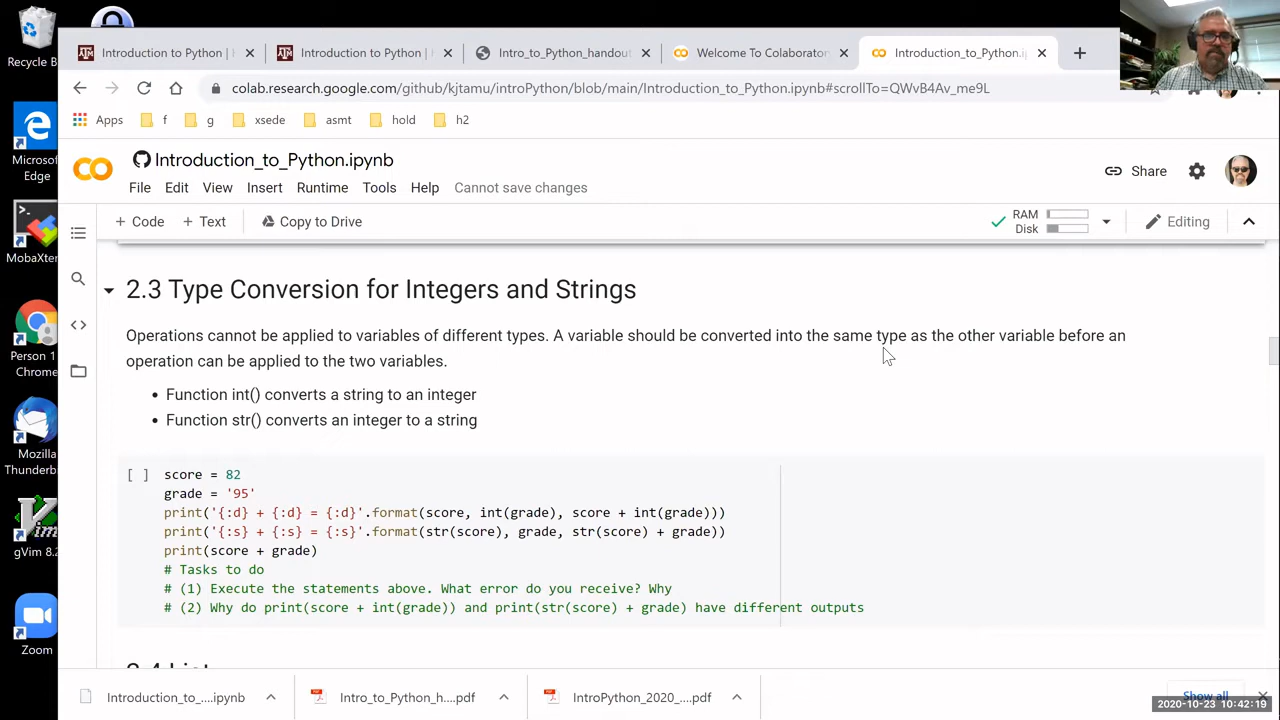 Recycle B
Introduction to Python | H
Introduction to Python
Intro_to_Python_handout
Welcome To Colaborator
Introduction_to_Python.i
colab.research.google.com/github/kjtamu/introPython/blob/main/Introduction_to_Python.ipynb#scrollTo=QWvB4Av_me9L
Apps f g xsede asmt hold h2
Microsof
Edge
Introduction_to_Python.ipynb
Share
File Edit View Insert Runtime Tools Help Cannot save changes
+ Code + Text Copy to Drive
RAM
Disk
Editing
MobaXter
2.3 Type Conversion for Integers and Strings
Operations cannot be applied to variables of different types. A variable should be converted into the same type as the other variable before an
operation can be applied to the two variables.
Person 1
Chrome
• Function int() converts a string to an integer
• Function str() converts an integer to a string
Mozilla
Thunderb
[ ] score = 82
grade = '95'
print('{:d} + {:d} = {:d}'.format(score, int(grade), score + int(grade)))
print('{:s} + {:s} = {:s}'.format(str(score), grade, str(score) + grade))
print(score + grade)
# Tasks to do
# (1) Execute the statements above. What error do you receive? Why
# (2) Why do print(score + int(grade)) and print(str(score) + grade) have different outputs
gVim 8.2
Zoom
Introduction_to_....ipynb
Intro_to_Python_h....pdf
IntroPython_2020_....pdf
Show all
2020-10-23 10:42:19